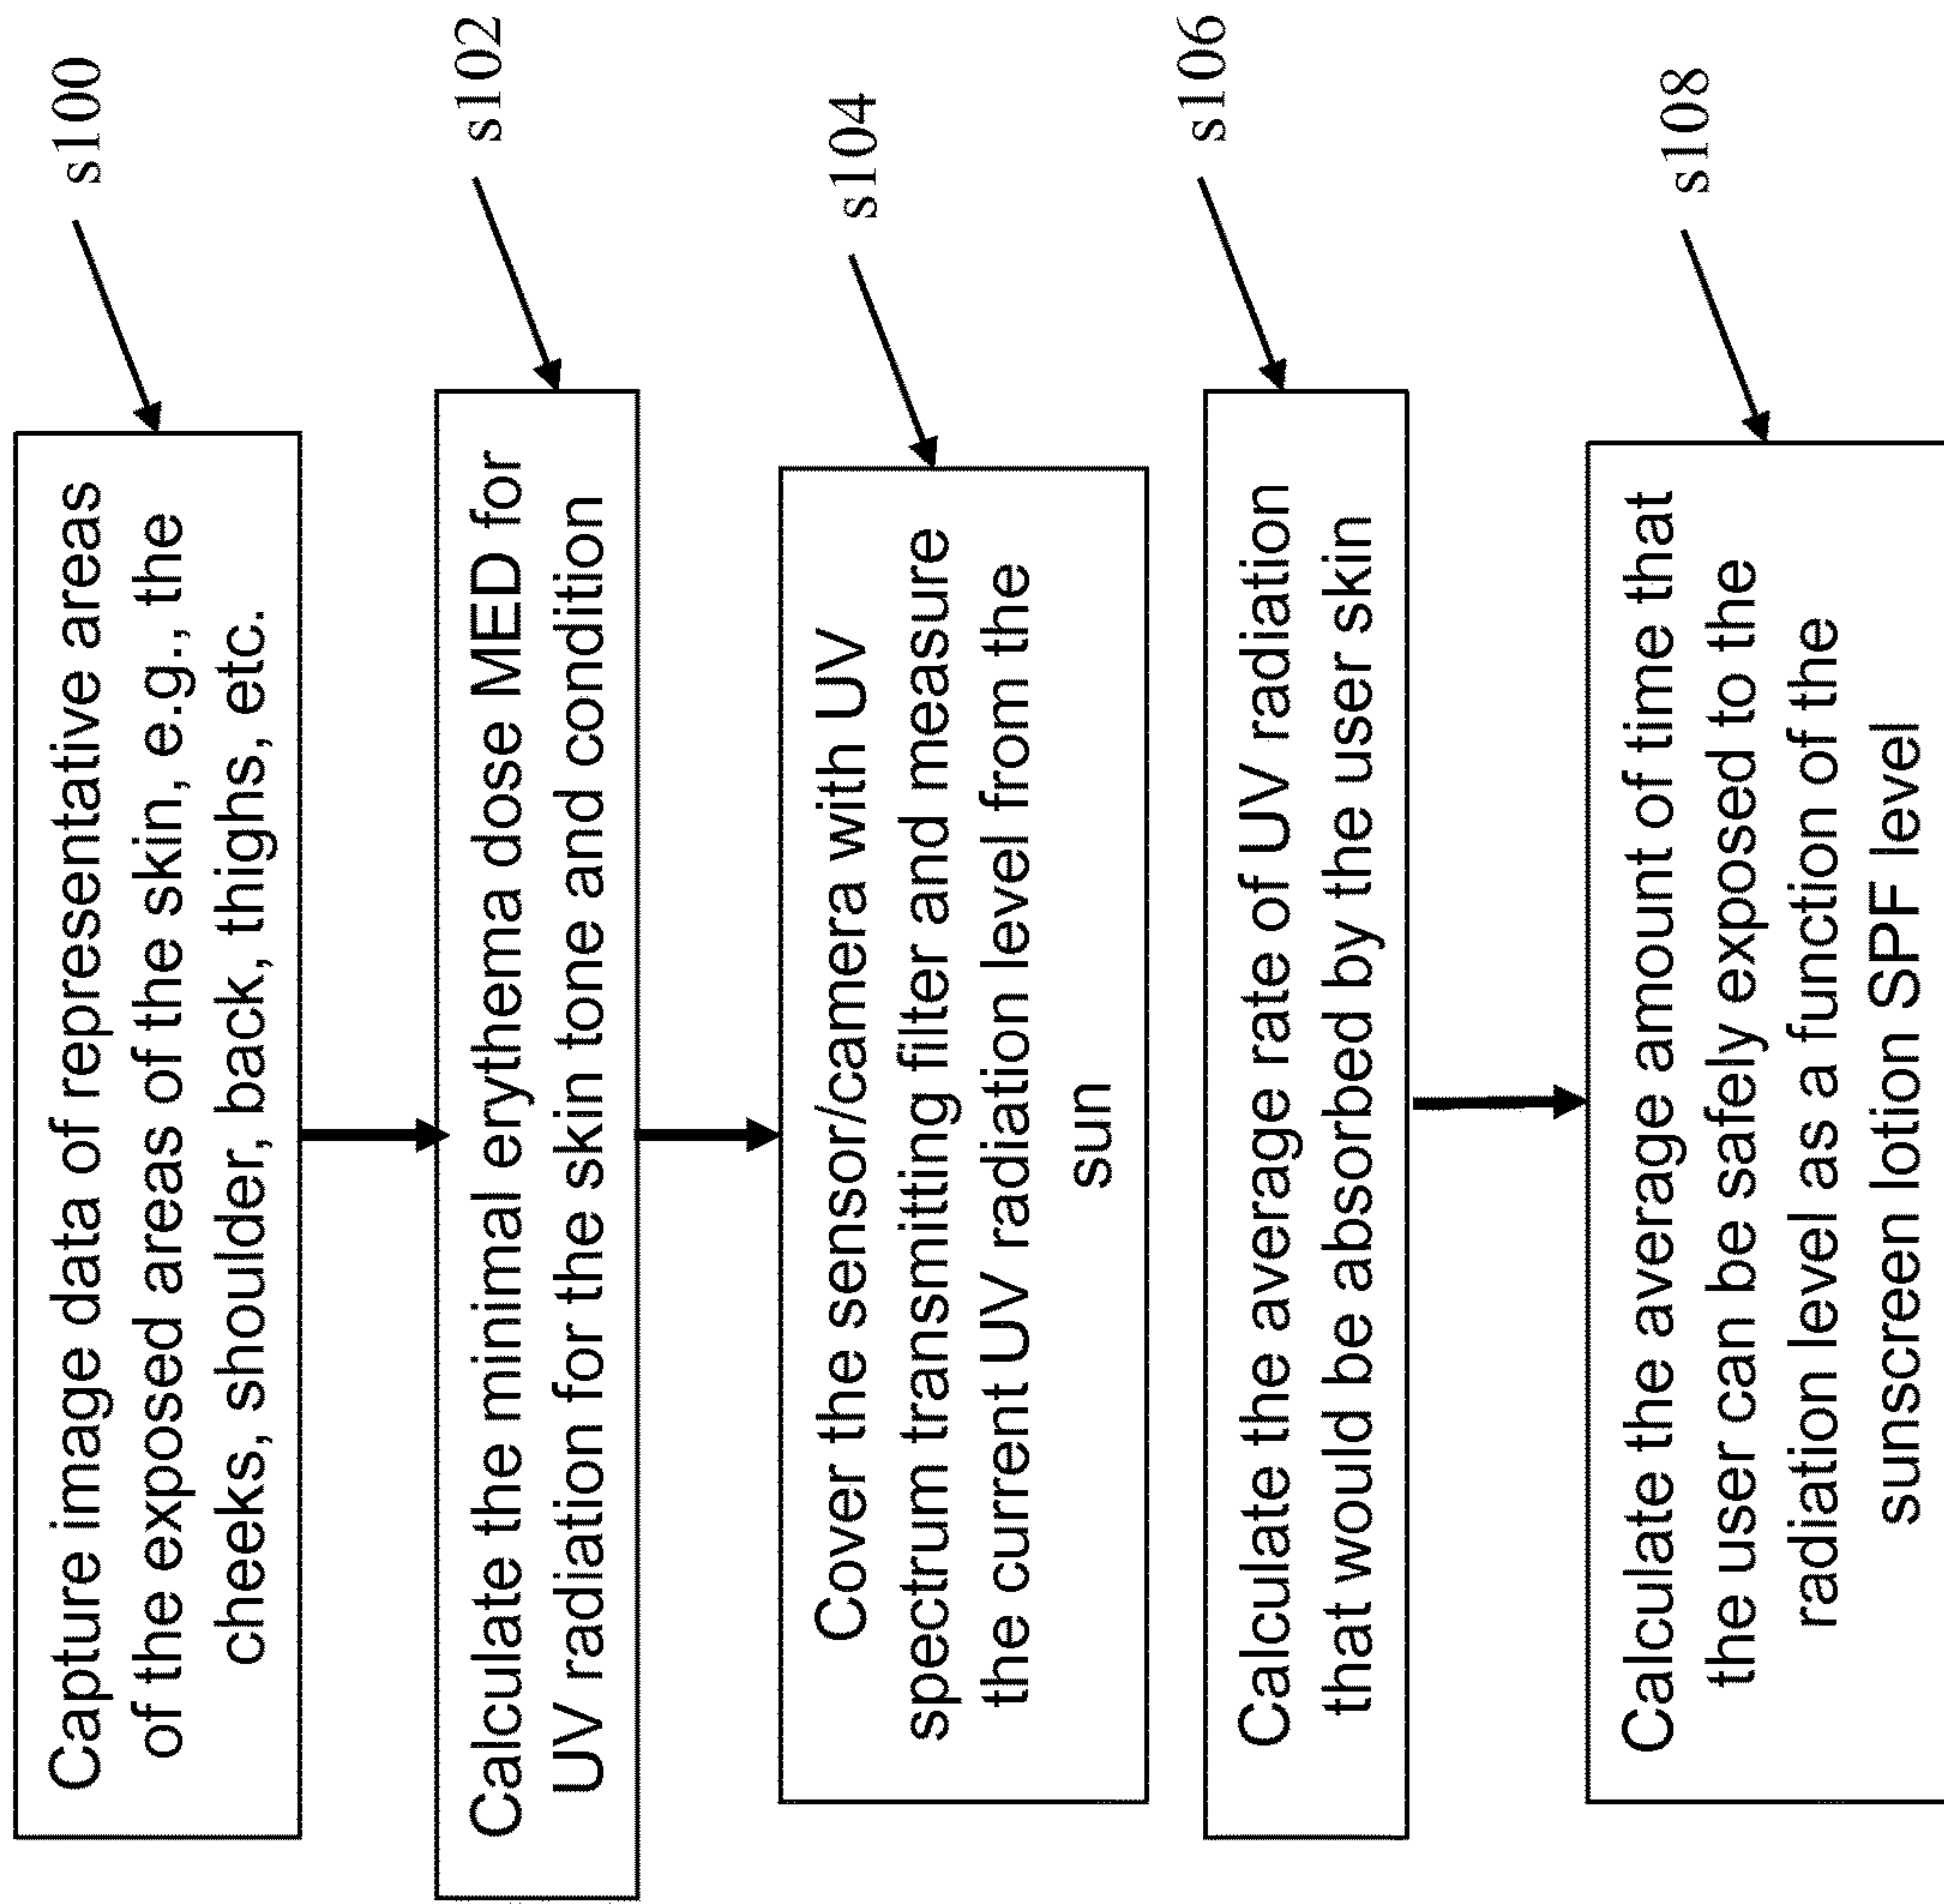 Capture image data of representative areas
of the exposed areas of the skin, e.g., the
cheeks, shoulder, back, thighs, etc.
s100
Calculate the minimal erythema dose MED for
UV radiation for the skin tone and condition
s102
Cover the sensor/camera with UV
spectrum transmitting filter and measure
the current UV radiation level from the
sun
s104
Calculate the average rate of UV radiation
that would be absorbed by the user skin
s106
Calculate the average amount of time that
the user can be safely exposed to the
radiation level as a function of the
sunscreen lotion SPF level
s108